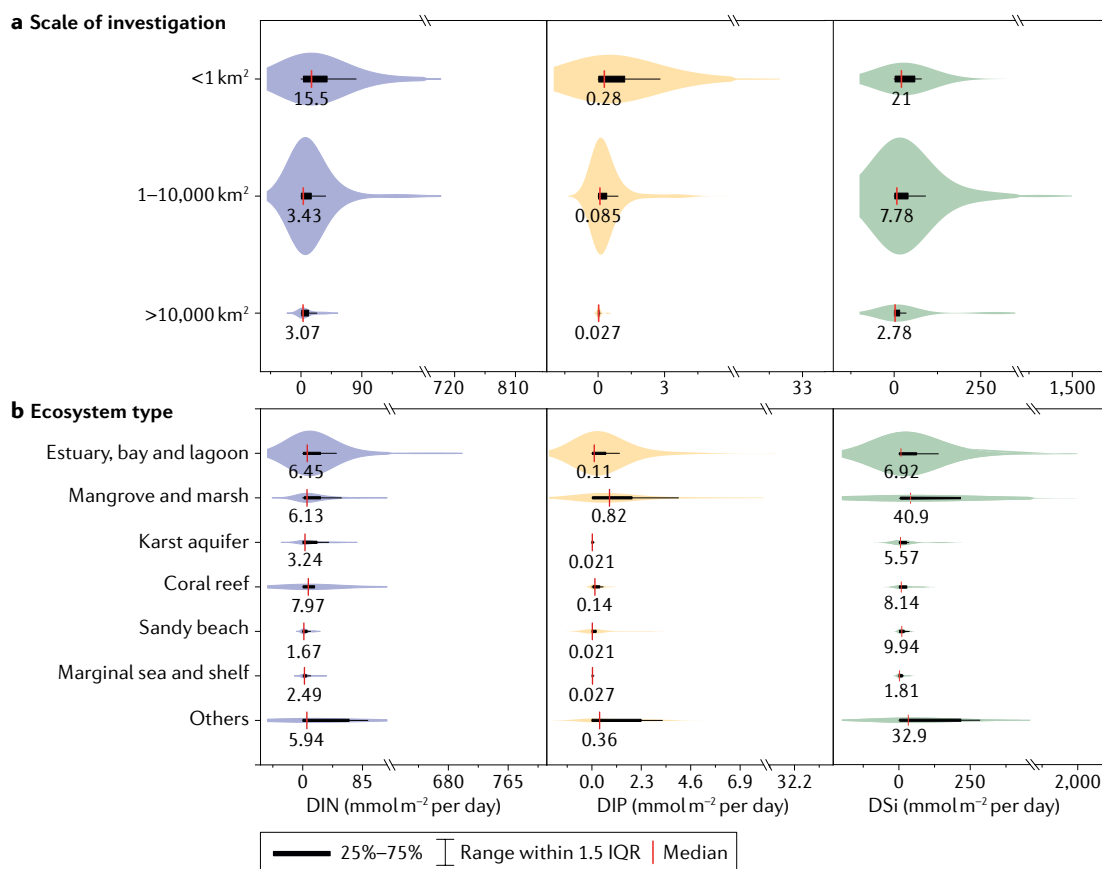 a Scale of investigation
<1 km²
15.5 0.28 21
1–10,000 km²
3.43 0.085 7.78
>10,000 km²
3.07 0.027 2.78
0 90 720 810 0 3 33 0 250 1,500
b Ecosystem type
Estuary, bay and lagoon
6.45 0.11 6.92
Mangrove and marsh
6.13 0.82 40.9
Karst aquifer
3.24 0.021 5.57
Coral reef
7.97 0.14 8.14
Sandy beach
1.67 0.021 9.94
Marginal sea and shelf
2.49 0.027 1.81
Others
5.94 0.36 32.9
0 85 680 765 0.0 2.3 4.6 6.9 32.2 0 250 2,000
DIN (mmol m⁻² per day) DIP (mmol m⁻² per day) DSi (mmol m⁻² per day)
25%–75% Range within 1.5 IQR Median